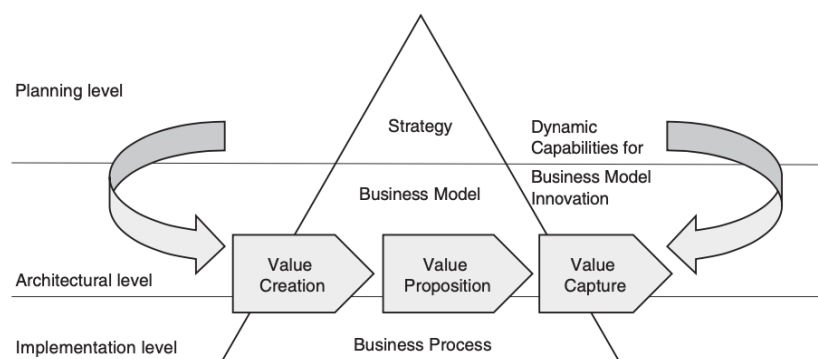 Planning level
Strategy
Dynamic
Capabilities for
Business Model
Business Model
Innovation
Architectural level
Value
Creation
Value
Proposition
Value
Capture
Implementation level
Business Process